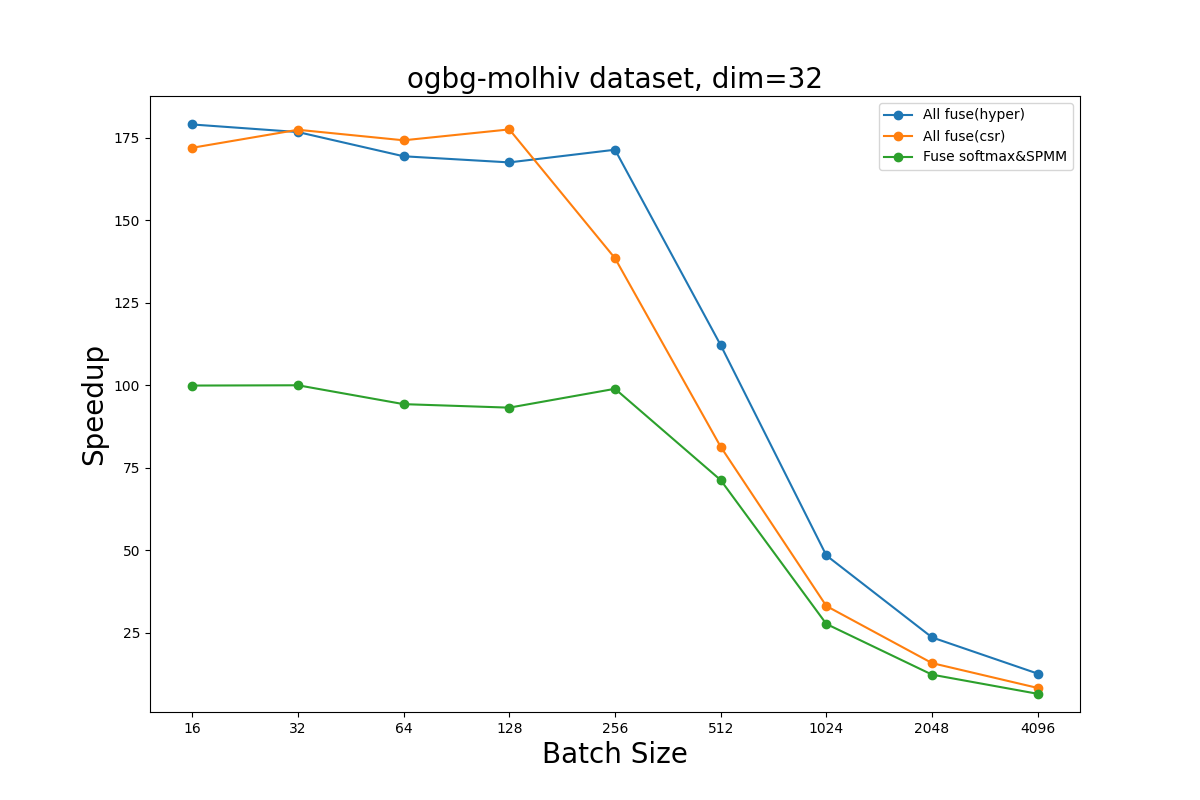 ogbg-molhiv dataset, dim=32
All fuse(hyper)
All fuse(csr)
Fuse softmax&SPMM
175
150
125
100
75
50
25
Speedup
16 32 64 128 256 512 1024 2048 4096
Batch Size